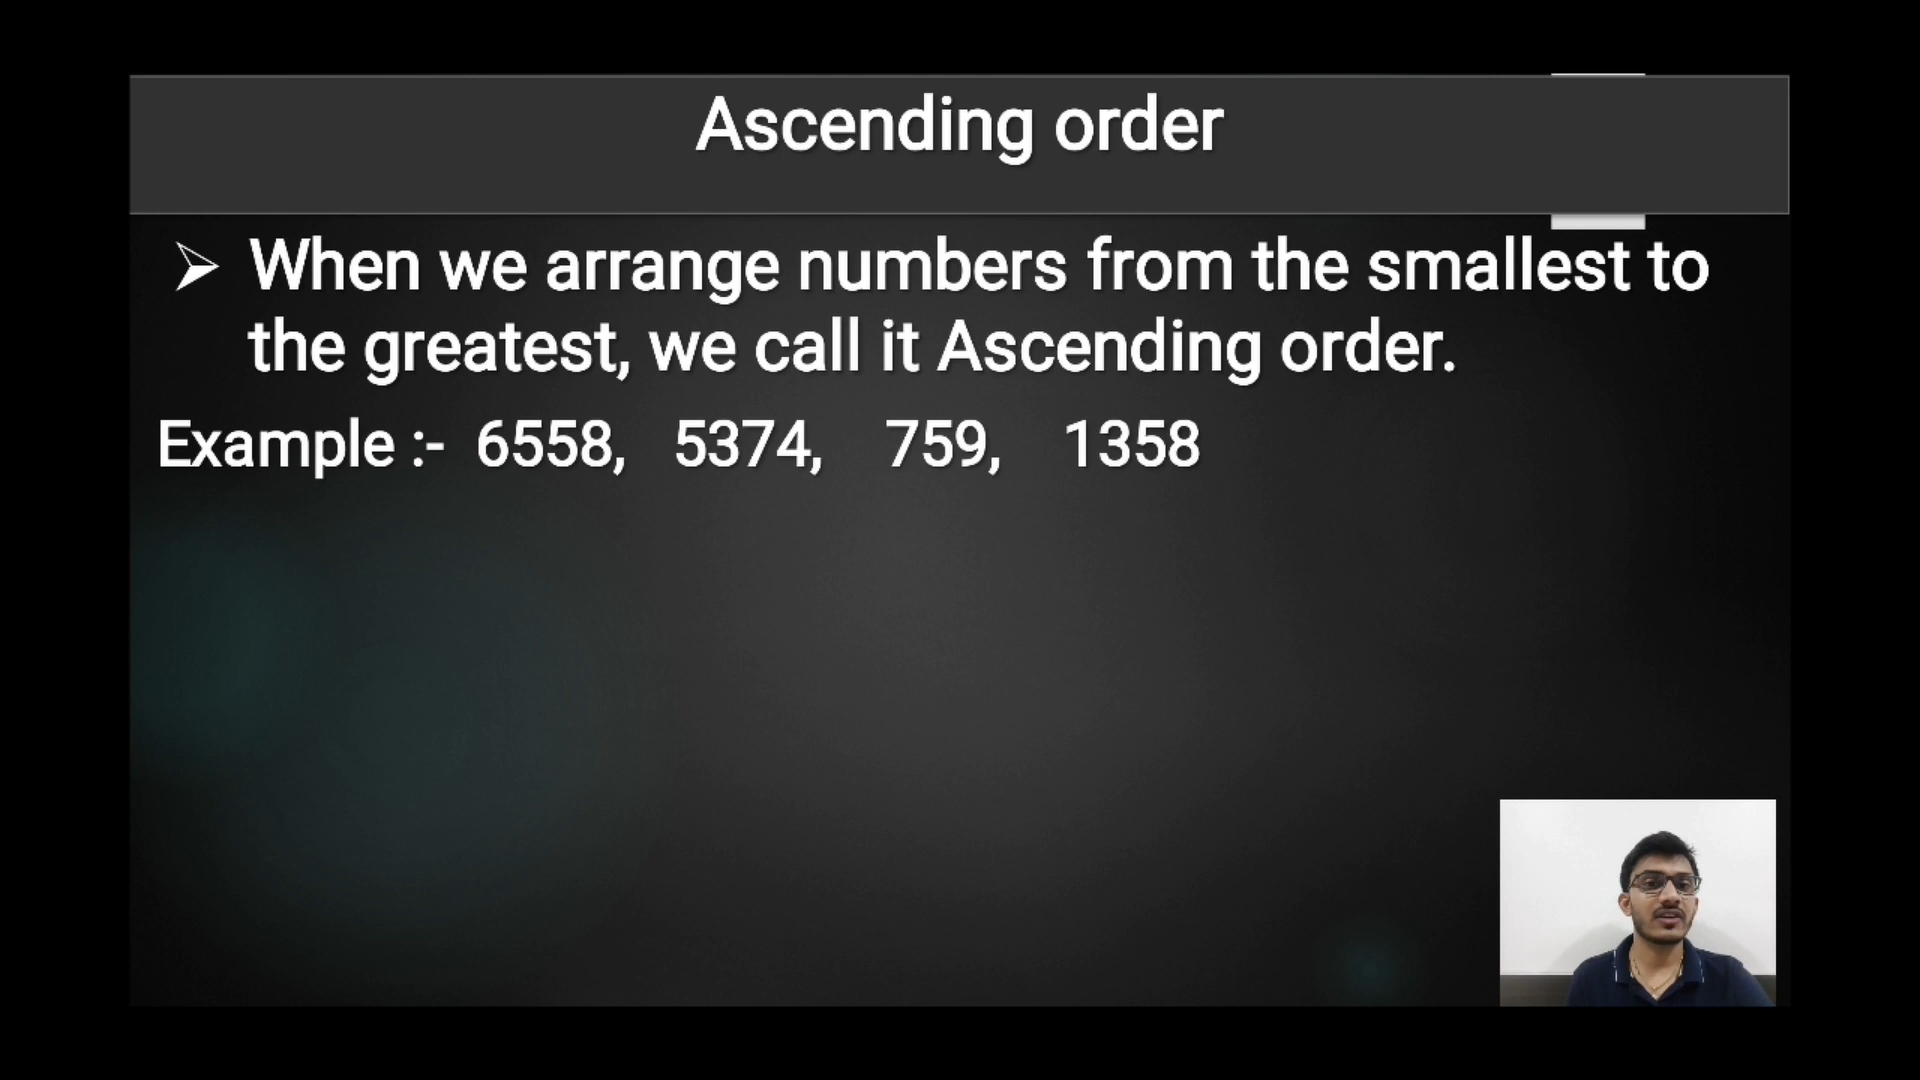 Ascending order
➢ When we arrange numbers from the smallest to
the greatest, we call it Ascending order.
Example :- 6558, 5374, 759, 1358